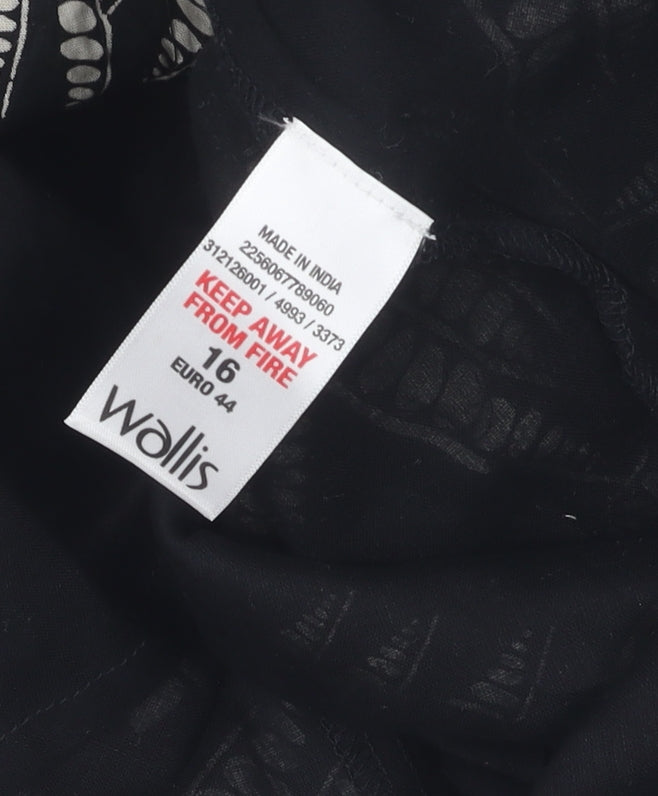 MADE IN INDIA
2256067789060
312126001 / 4993 / 3373
KEEP AWAY
FROM FIRE
16
EURO 44
wallis